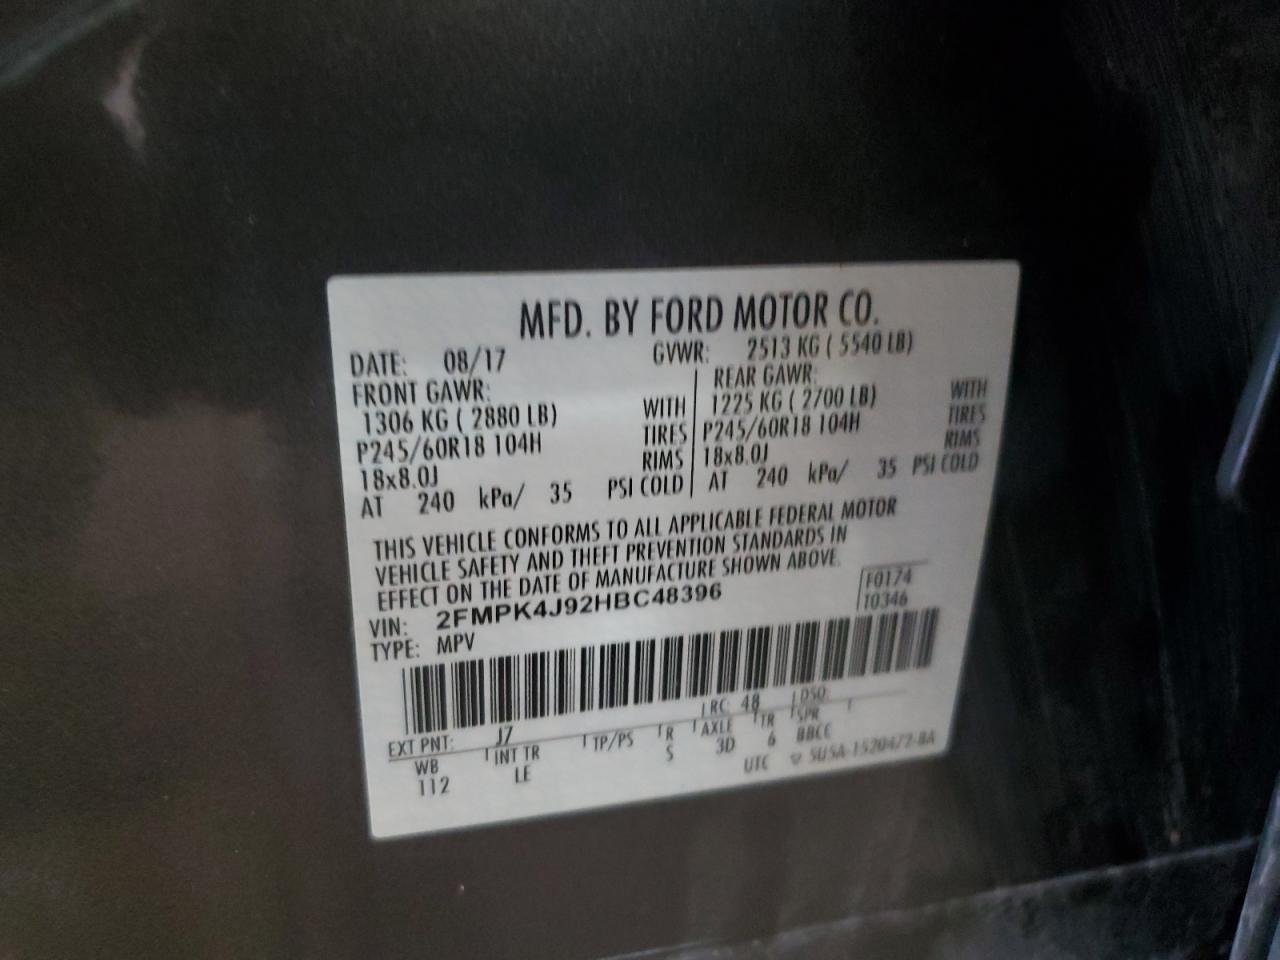 MFD. BY FORD MOTOR CO.
DATE: 08/17 GVWR: 2513 KG ( 5540 LB)
FRONT GAWR: REAR GAWR:
1306 KG ( 2880 LB) WITH 1225 KG ( 2700 LB) WITH
P245/60R18 104H TIRES P245/60R18 104H TIRES
18x8.0J RIMS 18x8.0J RIMS
AT 240 kPa/ 35 PSI COLD AT 240 kPa/ 35 PSI COLD
THIS VEHICLE CONFORMS TO ALL APPLICABLE FEDERAL MOTOR
VEHICLE SAFETY AND THEFT PREVENTION STANDARDS IN
EFFECT ON THE DATE OF MANUFACTURE SHOWN ABOVE.
VIN: 2FMPK4J92HBC48396 F0174
TYPE: MPV T0346
EXT PNT: J7 RC: 48 DSO:
WB INT TR TP/PS R AXLE TR SPR
112 LE S 3D 6 BBCE
UTC ▽ 5U5A-1520472-BA